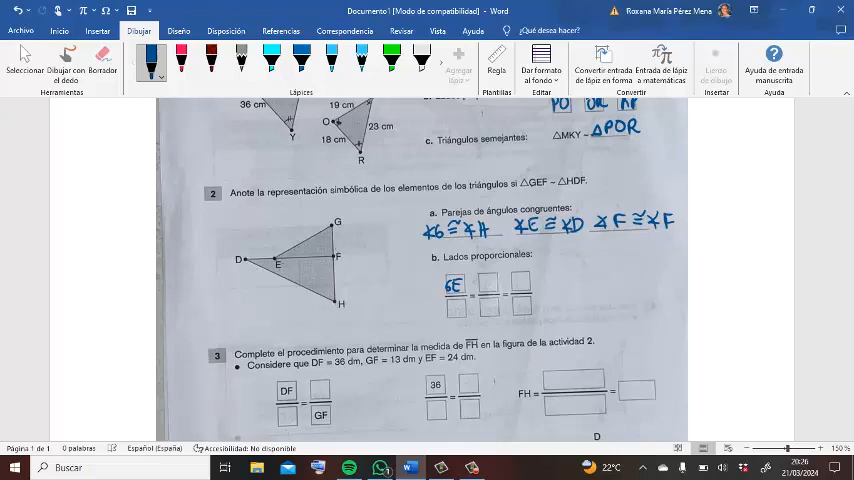 Documento1 [Modo de compatibilidad] - Word
Roxana María Pérez Mena
Archivo Inicio Insertar Dibujar Diseño Disposición Referencias Correspondencia Revisar Vista Ayuda ¿Qué desea hacer?
Seleccionar Dibujar con el dedo Borrador
Agregar lápiz Regla Dar formato al fondo Convertir entrada de lápiz en forma Entrada de lápiz a matemáticas Lienzo de dibujo Ayuda de entrada manuscrita
Herramientas Lápices Plantillas Editar Convertir Insertar Ayuda
36 cm 19 cm
O 23 cm
Y 18 cm
R
c. Triángulos semejantes: △MKY ~ △POR
2 Anote la representación simbólica de los elementos de los triángulos si △GEF ~ △HDF.
a. Parejas de ángulos congruentes:
∡G ≅ ∡H ∡E ≅ ∡D ∡F ≅ ∡F
G
D E F
H
b. Lados proporcionales:
GE = =
3 Complete el procedimiento para determinar la medida de FH en la figura de la actividad 2.
• Considere que DF = 36 dm, GF = 13 dm y EF = 24 dm.
DF = GF
36 =
FH = =
D
Página 1 de 1 0 palabras Español (España) Accesibilidad: No disponible 150 %
Buscar 22°C 20:26
21/03/2024